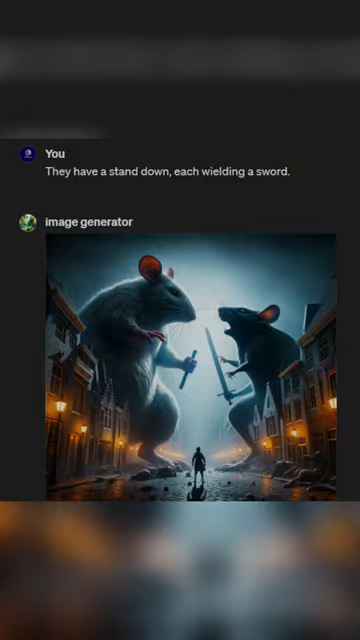 You
They have a stand down, each wielding a sword.
image generator